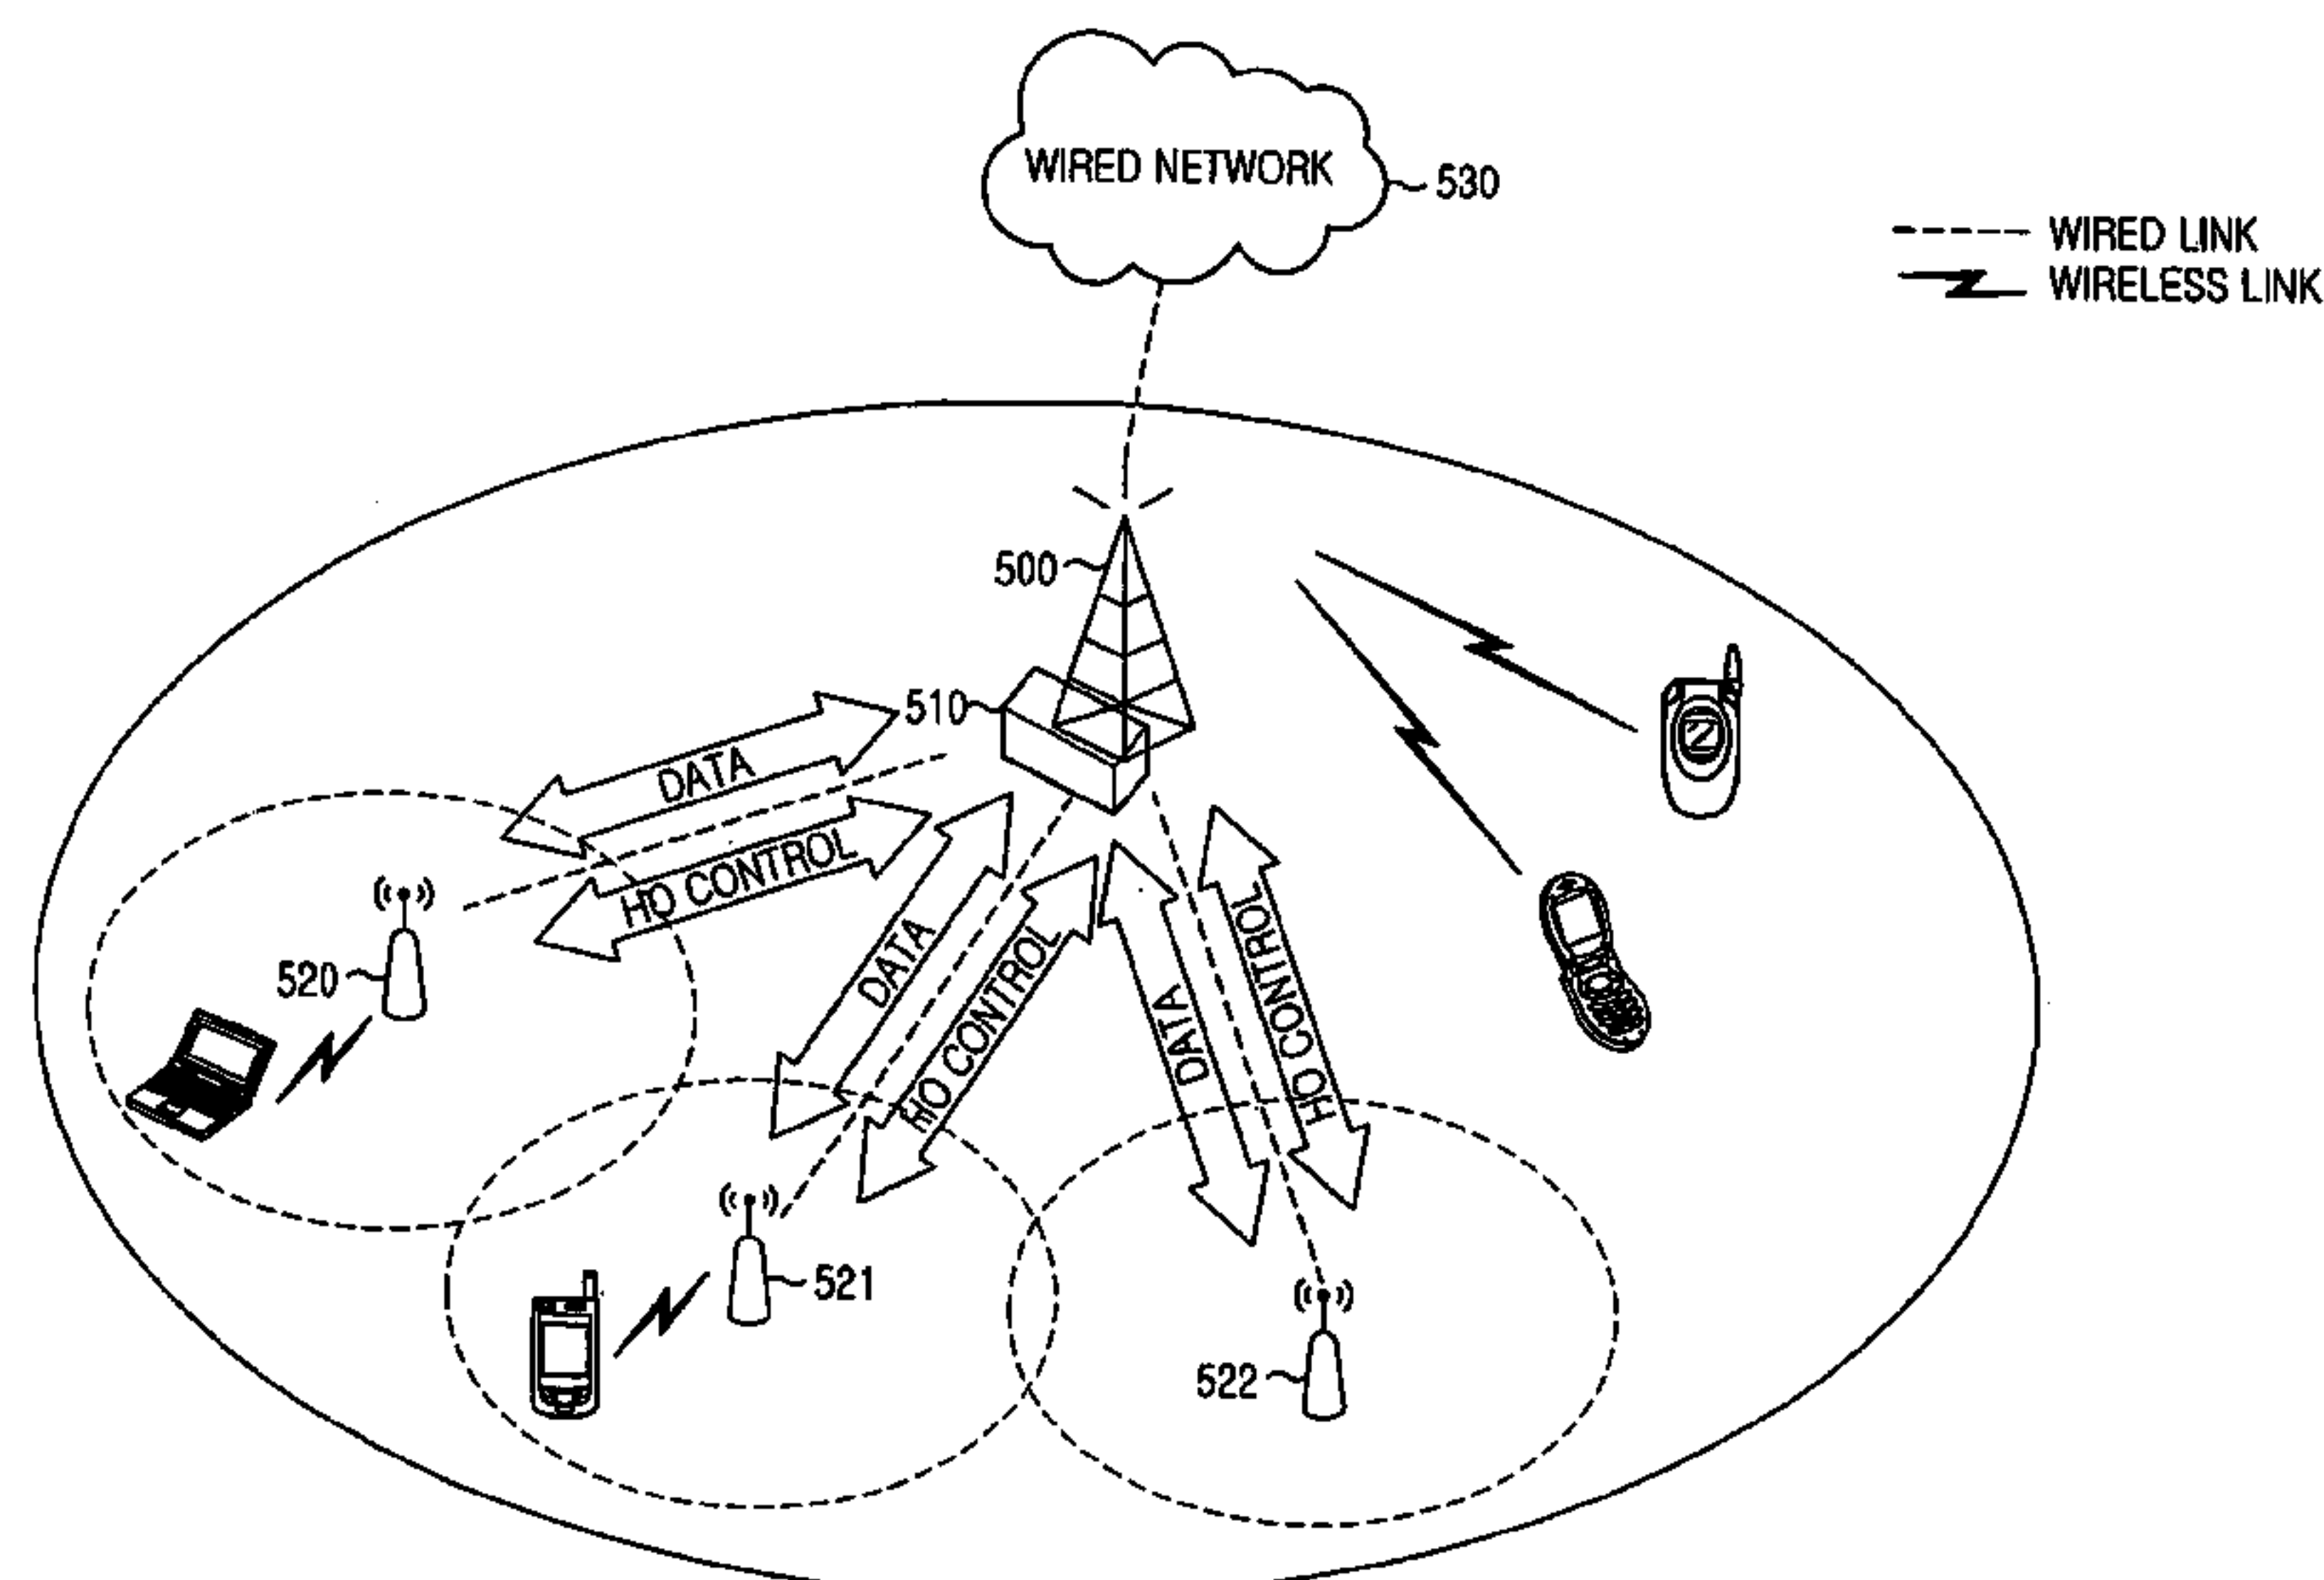 WIRED NETWORK
530
WIRED LINK
WIRELESS LINK
500
510
DATA
HO CONTROL
DATA
HO CONTROL
DATA
HO CONTROL
520
521
522